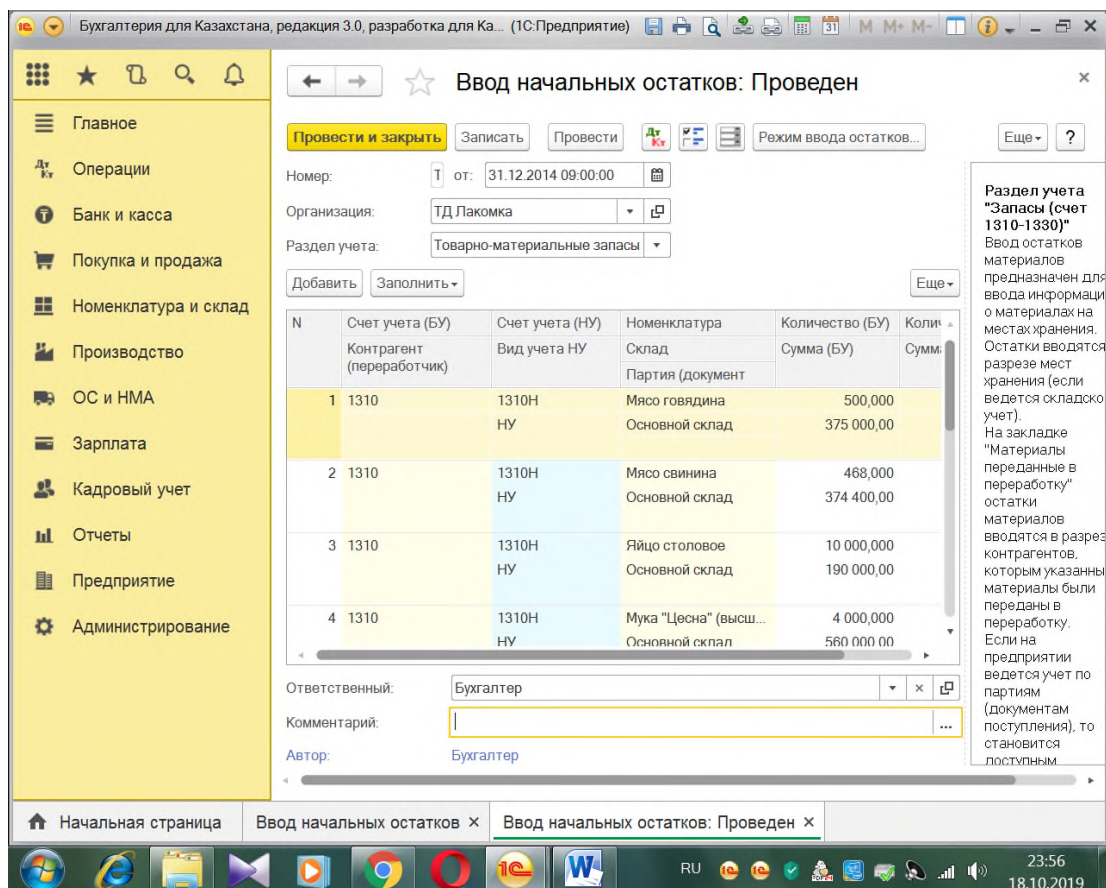 Бухгалтерия для Казахстана, редакция 3.0, разработка для Ка... (1С:Предприятие)
M M+ M-
31
Главное
Операции
Банк и касса
Покупка и продажа
Номенклатура и склад
Производство
ОС и НМА
Зарплата
Кадровый учет
Отчеты
Предприятие
Администрирование
Ввод начальных остатков: Проведен
Провести и закрыть Записать Провести Дт Кт Режим ввода остатков... Еще ?
Номер: Т от: 31.12.2014 09:00:00
Организация: ТД Лакомка
Раздел учета: Товарно-материальные запасы
Добавить Заполнить Еще
N Счет учета (БУ) Счет учета (НУ) Номенклатура Количество (БУ) Колич
Контрагент (переработчик) Вид учета НУ Склад Сумма (БУ) Сумма
Партия (документ
1 1310 1310Н Мясо говядина 500,000
НУ Основной склад 375 000,00
2 1310 1310Н Мясо свинина 468,000
НУ Основной склад 374 400,00
3 1310 1310Н Яйцо столовое 10 000,000
НУ Основной склад 190 000,00
4 1310 1310Н Мука "Цесна" (высш... 4 000,000
НУ Основной склад 560 000,00
Ответственный: Бухгалтер
Комментарий:
Автор: Бухгалтер
Раздел учета
"Запасы (счет
1310-1330)"
Ввод остатков
материалов
предназначен для
ввода информаци
о материалах на
местах хранения.
Остатки вводятся
разрезе мест
хранения (если
ведется складско
учет).
На закладке
"Материалы
переданные в
переработку"
остатки
материалов
вводятся в разрез
контрагентов,
которым указанны
материалы были
переданы в
переработку.
Если на
предприятии
ведется учет по
партиям
(документам
поступления), то
становится
доступным
Начальная страница Ввод начальных остатков Ввод начальных остатков: Проведен
RU 23:56
18.10.2019